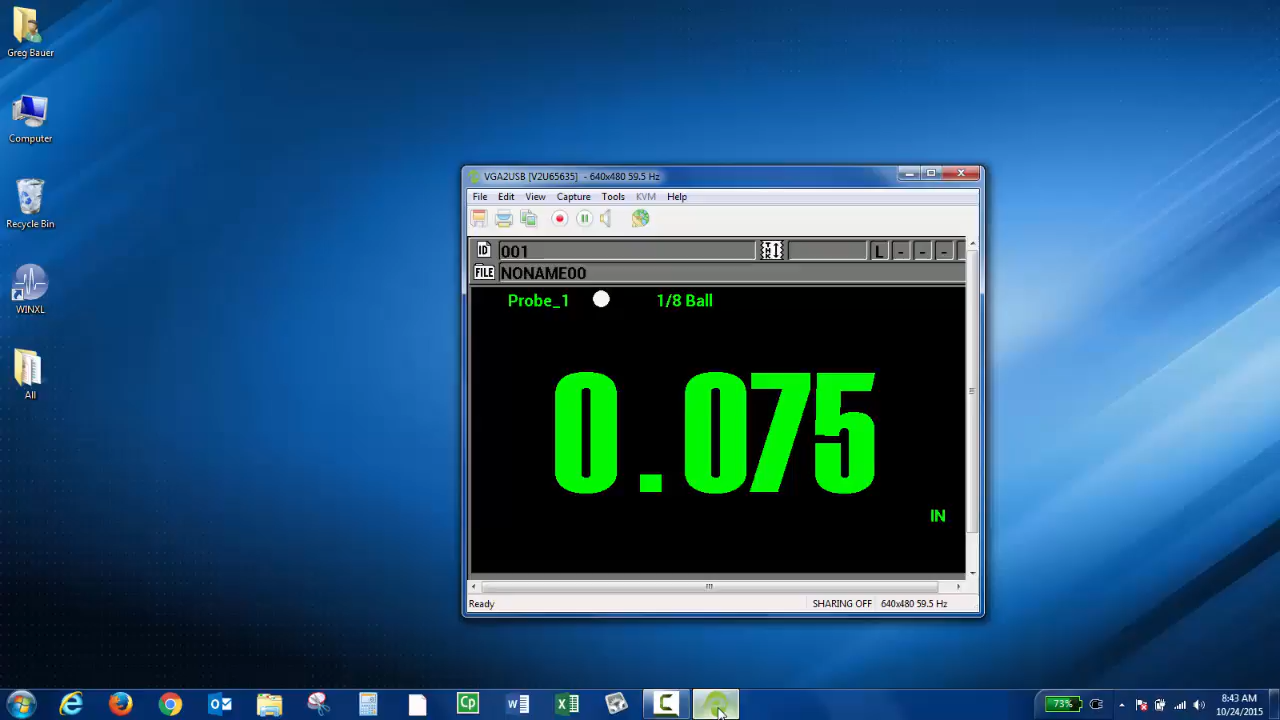 Greg Bauer
Computer
Recycle Bin
WINXL
All
VGA2USB [V2U65635] - 640x480 59.5 Hz
File Edit View Capture Tools KVM Help
ID 001 L - - -
FILE NONAME00
Probe_1 1/8 Ball
0.075
IN
Ready SHARING OFF 640x480 59.5 Hz
Cp
73%
8:43 AM
10/24/2015